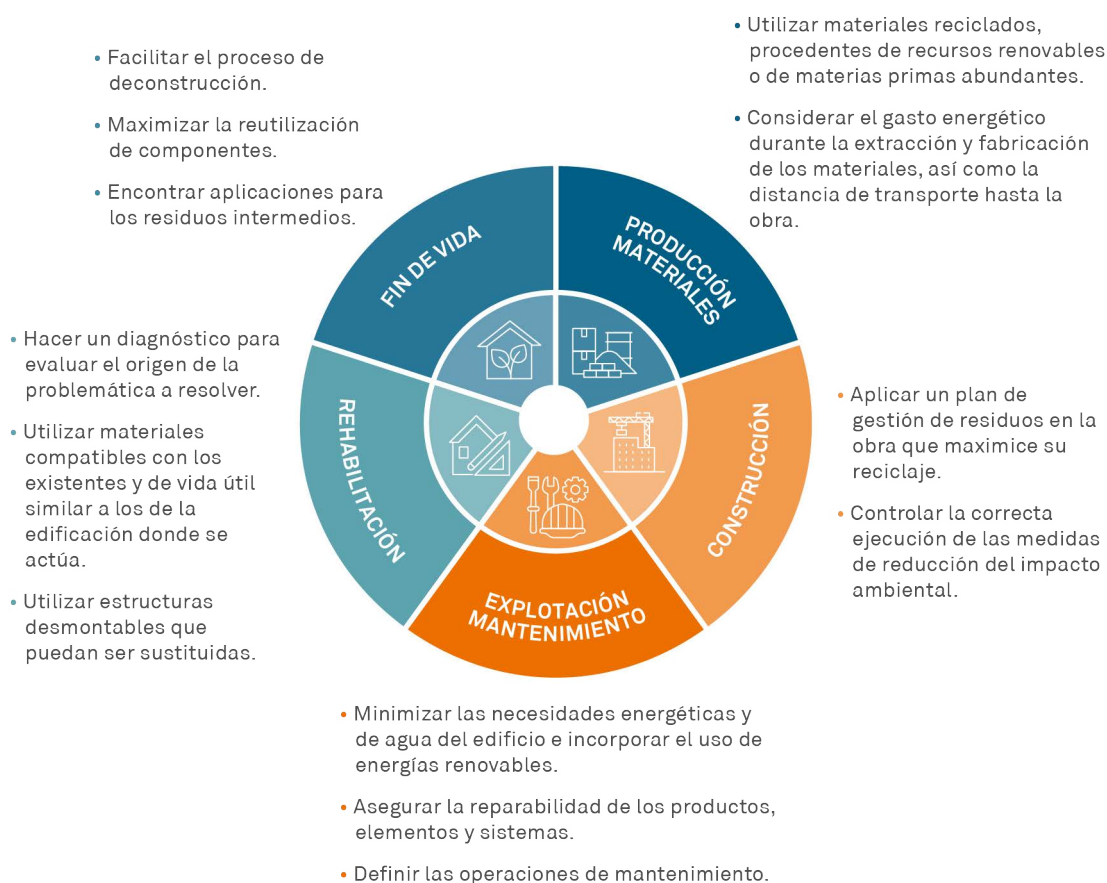 • Facilitar el proceso de
deconstrucción.
• Maximizar la reutilización
de componentes.
• Encontrar aplicaciones para
los residuos intermedios.
• Utilizar materiales reciclados,
procedentes de recursos renovables
o de materias primas abundantes.
• Considerar el gasto energético
durante la extracción y fabricación
de los materiales, así como la
distancia de transporte hasta la
obra.
FIN DE VIDA
PRODUCCIÓN
MATERIALES
• Hacer un diagnóstico para
evaluar el origen de la
problemática a resolver.
• Utilizar materiales
compatibles con los
existentes y de vida útil
similar a los de la
edificación donde se
actúa.
• Utilizar estructuras
desmontables que
puedan ser sustituidas.
REHABILITACIÓN
CONSTRUCCIÓN
• Aplicar un plan de
gestión de residuos en la
obra que maximice su
reciclaje.
• Controlar la correcta
ejecución de las medidas
de reducción del impacto
ambiental.
EXPLOTACIÓN
MANTENIMIENTO
• Minimizar las necesidades energéticas y
de agua del edificio e incorporar el uso de
energías renovables.
• Asegurar la reparabilidad de los productos,
elementos y sistemas.
• Definir las operaciones de mantenimiento.